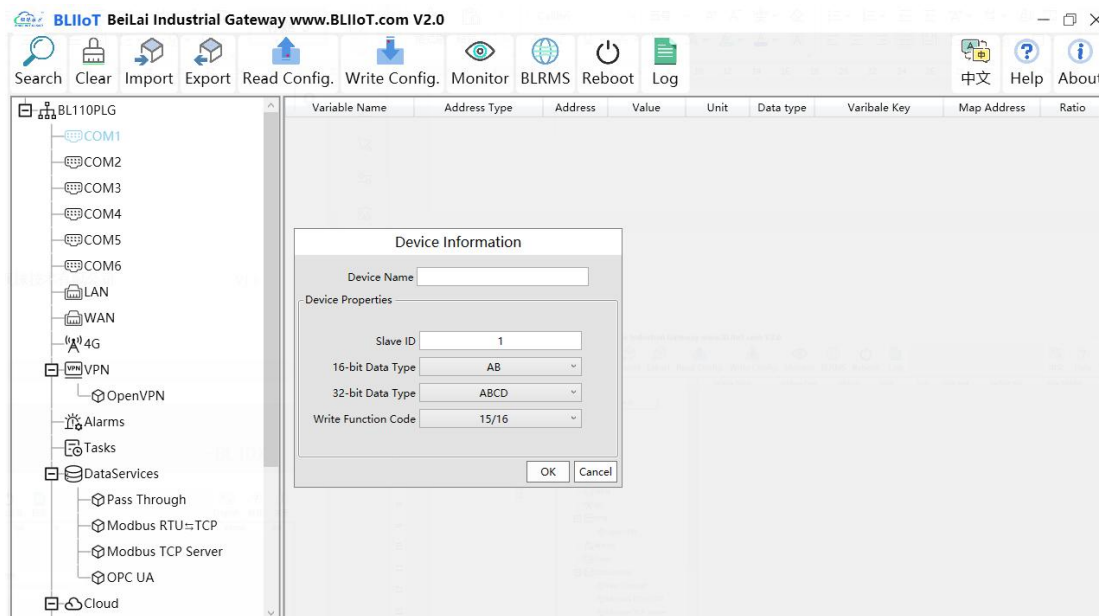 BLIIoT BeiLai Industrial Gateway www.BLIIoT.com V2.0
Search Clear Import Export Read Config. Write Config. Monitor BLRMS Reboot Log 中文 Help About
BL110PLG
COM1
COM2
COM3
COM4
COM5
COM6
LAN
WAN
4G
VPN VPN
OpenVPN
Alarms
Tasks
DataServices
Pass Through
Modbus RTU⇆TCP
Modbus TCP Server
OPC UA
Cloud
Variable Name Address Type Address Value Unit Data type Varibale Key Map Address Ratio
Device Information
Device Name
Device Properties
Slave ID 1
16-bit Data Type AB
32-bit Data Type ABCD
Write Function Code 15/16
OK Cancel